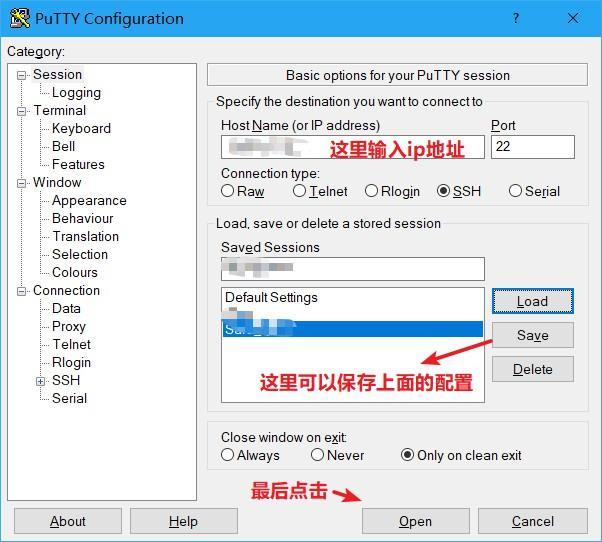 PuTTY Configuration
?
Category:
Session
Logging
Terminal
Keyboard
Bell
Features
Window
Appearance
Behaviour
Translation
Selection
Colours
Connection
Data
Proxy
Telnet
Rlogin
SSH
Serial
Basic options for your PuTTY session
Specify the destination you want to connect to
Host Name (or IP address) Port
这里输入ip地址 22
Connection type:
Raw Telnet Rlogin SSH Serial
Load, save or delete a stored session
Saved Sessions
Default Settings
Load
Save
Delete
这里可以保存上面的配置
Close window on exit:
Always Never Only on clean exit
最后点击
About Help Open Cancel